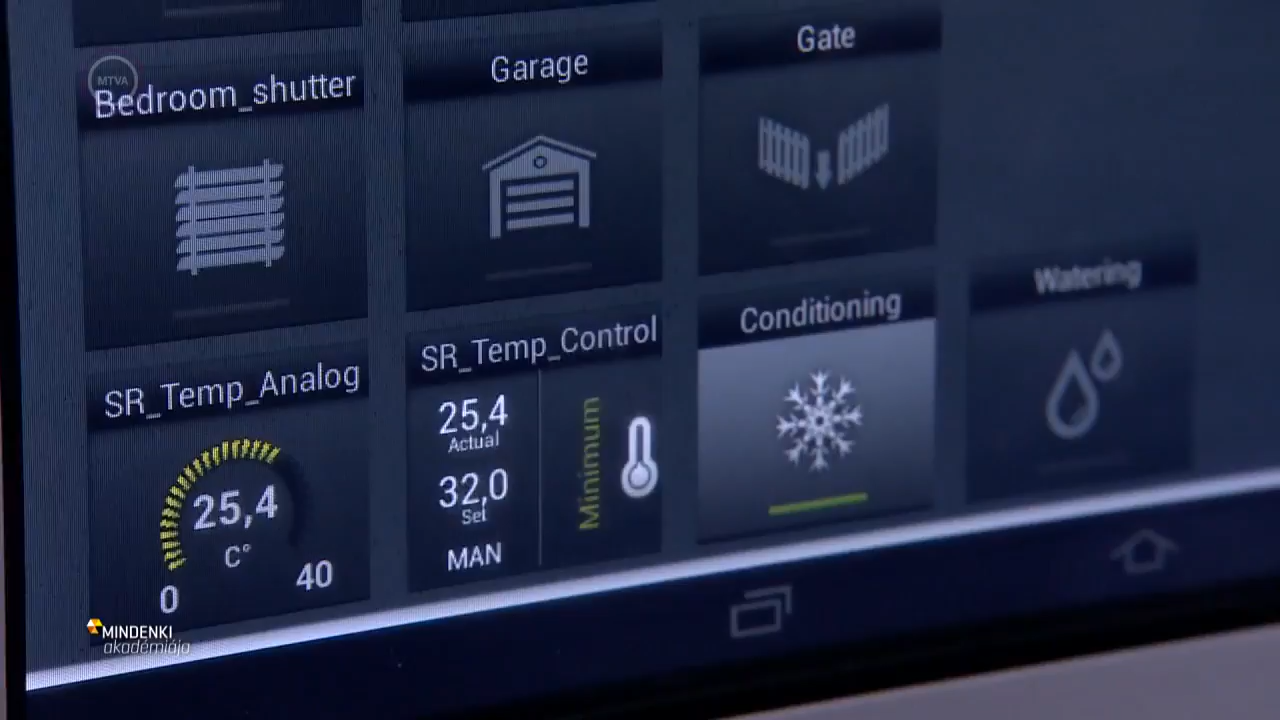 MTVA
Bedroom_shutter
Garage
Gate
SR_Temp_Analog
25,4
C°
0
40
SR_Temp_Control
25,4
Actual
32,0
Set
MAN
Minimum
Conditioning
Watering
MINDENKI
akadémiája